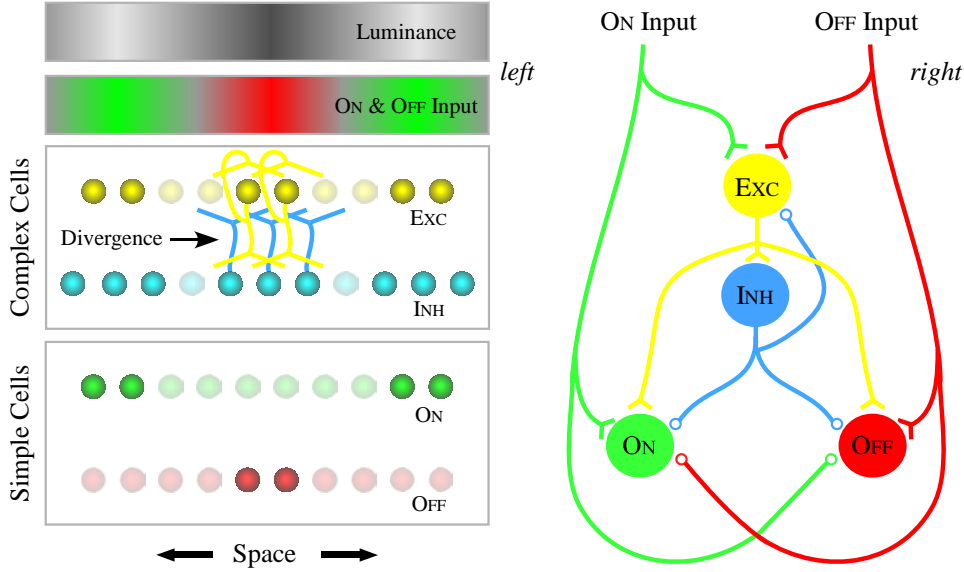 Luminance
ON & OFF Input
left
Complex Cells
EXC
Divergence
INH
Simple Cells
ON
OFF
Space
ON Input
OFF Input
right
EXC
INH
ON
OFF